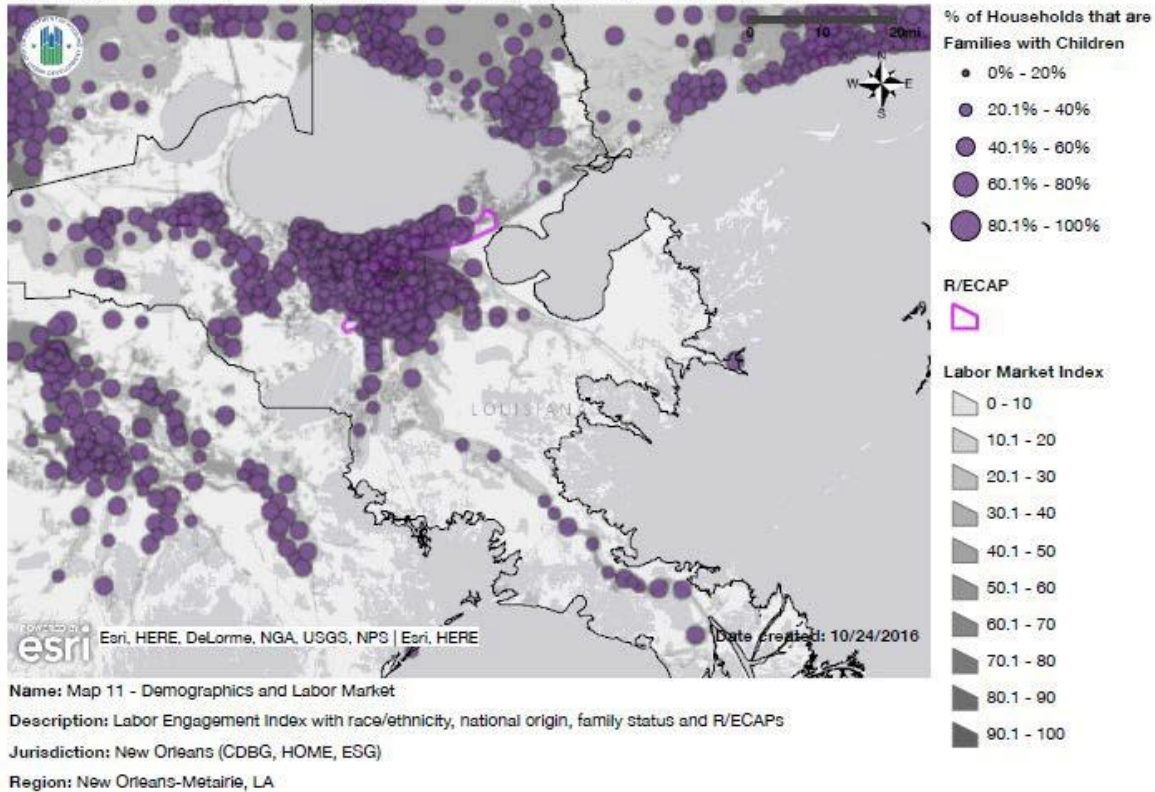 0 10 20mi
N
W E
S
LOUISIANA
POWERED BY
esri
Esri, HERE, DeLorme, NGA, USGS, NPS | Esri, HERE
Date created: 10/24/2016
Name: Map 11 - Demographics and Labor Market
Description: Labor Engagement Index with race/ethnicity, national origin, family status and R/ECAPs
Jurisdiction: New Orleans (CDBG, HOME, ESG)
Region: New Orleans-Metairie, LA
% of Households that are
Families with Children
0% - 20%
20.1% - 40%
40.1% - 60%
60.1% - 80%
80.1% - 100%
R/ECAP
Labor Market Index
0 - 10
10.1 - 20
20.1 - 30
30.1 - 40
40.1 - 50
50.1 - 60
60.1 - 70
70.1 - 80
80.1 - 90
90.1 - 100